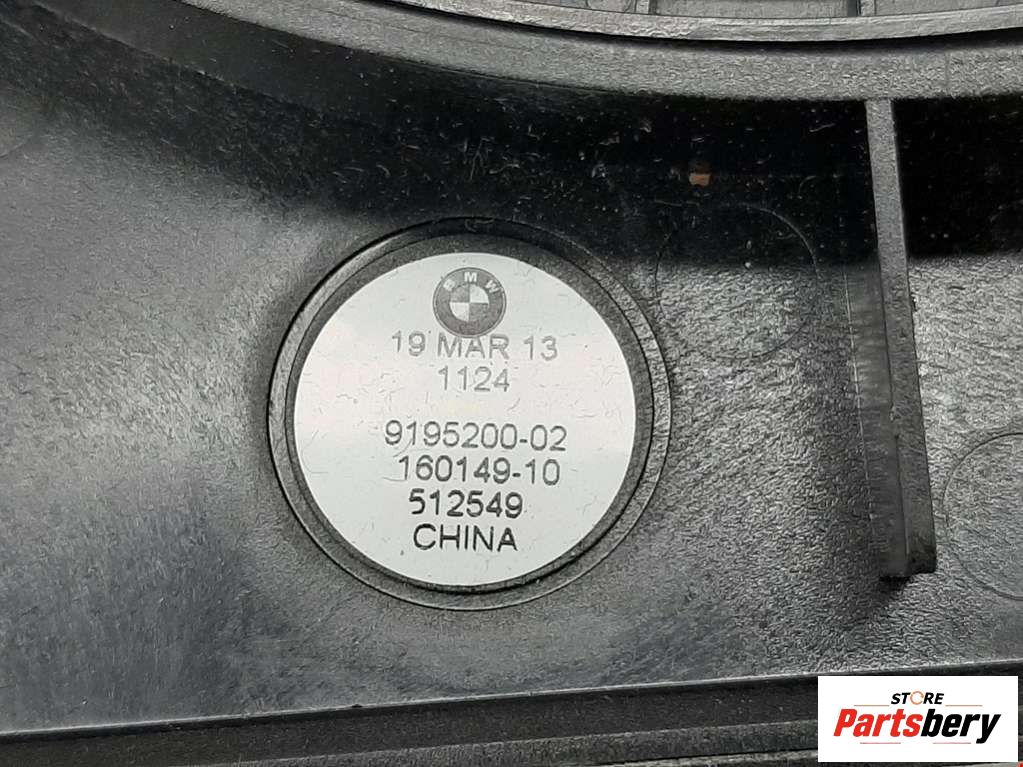 BMW
19 MAR 13
1124
9195200-02
160149-10
512549
CHINA
STORE
Partsbery